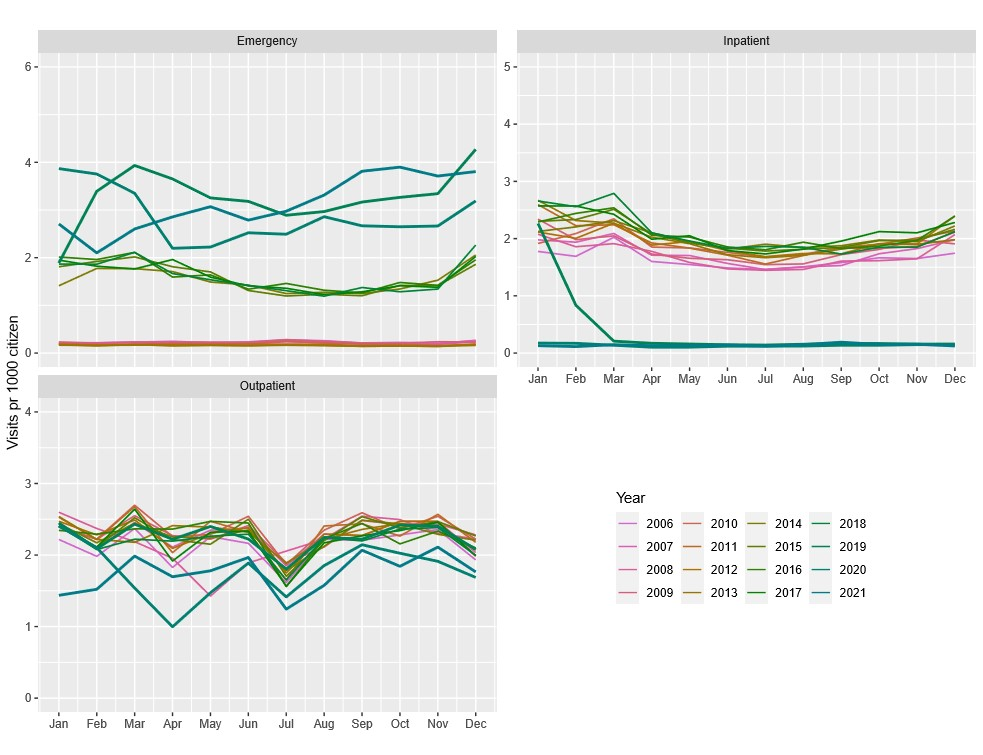 Emergency
Inpatient
6
4
2
0
5
4
3
2
1
0
Jan Feb Mar Apr May Jun Jul Aug Sep Oct Nov Dec
Visits pr 1000 citizen
Outpatient
4
3
2
1
0
Jan Feb Mar Apr May Jun Jul Aug Sep Oct Nov Dec
Year
2006 2010 2014 2018
2007 2011 2015 2019
2008 2012 2016 2020
2009 2013 2017 2021